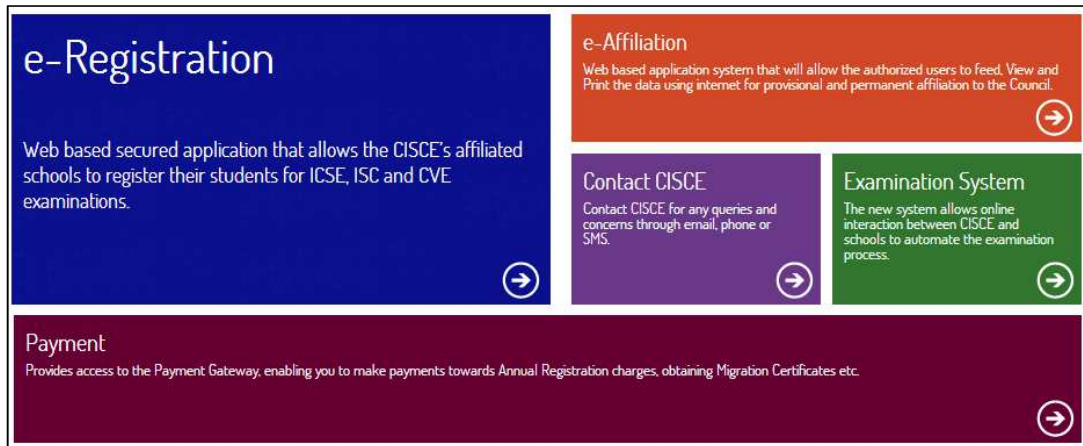 e-Registration
Web based secured application that allows the CISCE's affiliated
schools to register their students for ICSE, ISC and CVE
examinations.
e-Affiliation
Web based application system that will allow the authorized users to feed, View and
Print the data using internet for provisional and permanent affiliation to the Council.
Contact CISCE
Contact CISCE for any queries and
concerns through email, phone or
SMS.
Examination System
The new system allows online
interaction between CISCE and
schools to automate the examination
process.
Payment
Provides access to the Payment Gateway, enabling you to make payments towards Annual Registration charges, obtaining Migration Certificates etc.